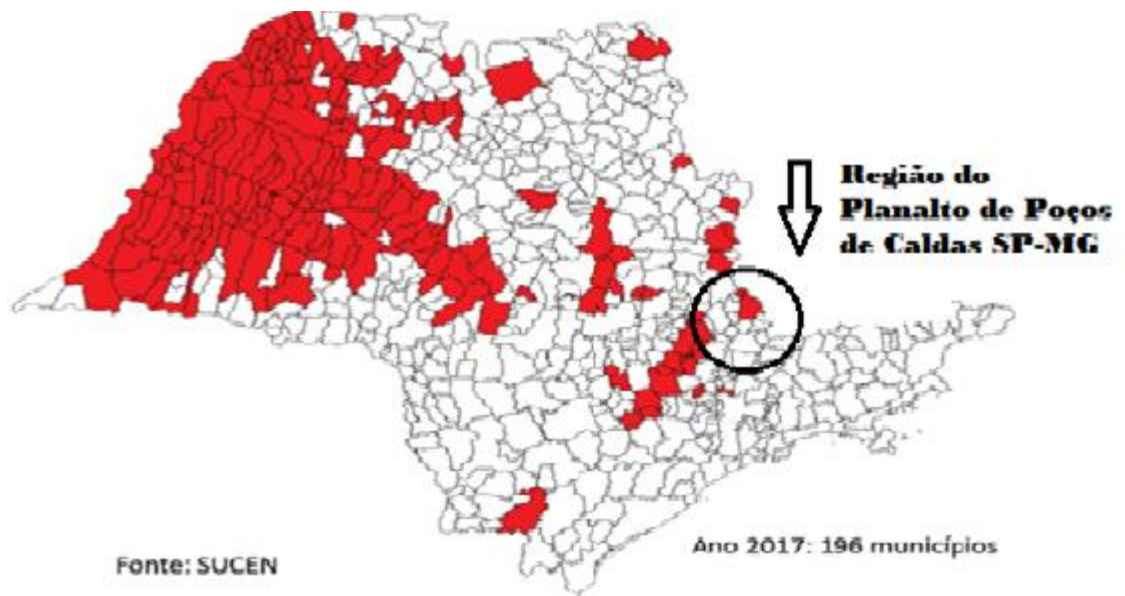 Região do
Planalto de Poços
de Caldas SP-MG
Fonte: SUCEN
Ano 2017: 196 municípios